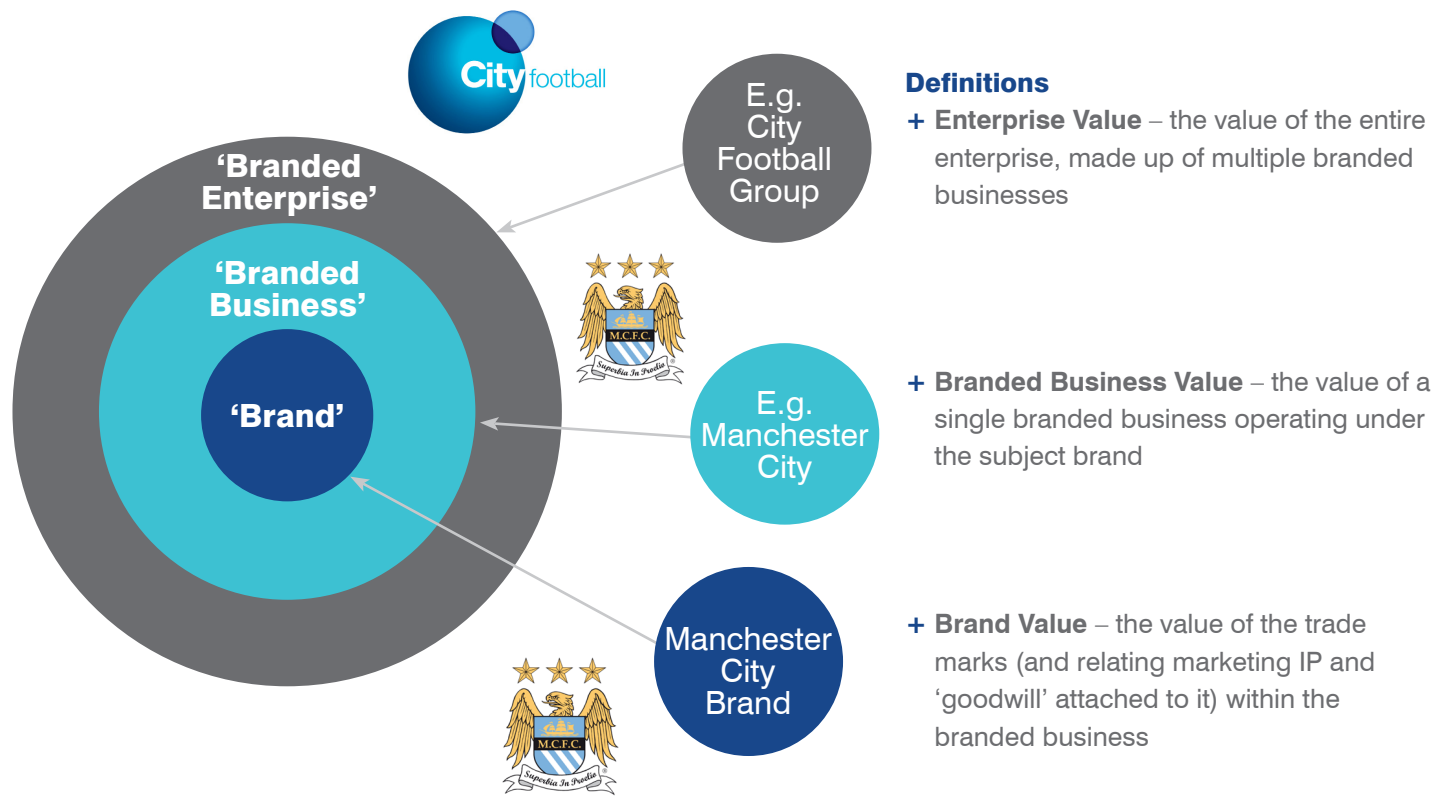 City football
‘Branded
Enterprise’
‘Branded
Business’
‘Brand’
E.g.
City
Football
Group
M.C.F.C.
Superbia In Proelio
®
E.g.
Manchester
City
Manchester
City
Brand
M.C.F.C.
Superbia In Proelio
®
Definitions
+ Enterprise Value – the value of the entire
enterprise, made up of multiple branded
businesses
+ Branded Business Value – the value of a
single branded business operating under
the subject brand
+ Brand Value – the value of the trade
marks (and relating marketing IP and
‘goodwill’ attached to it) within the
branded business